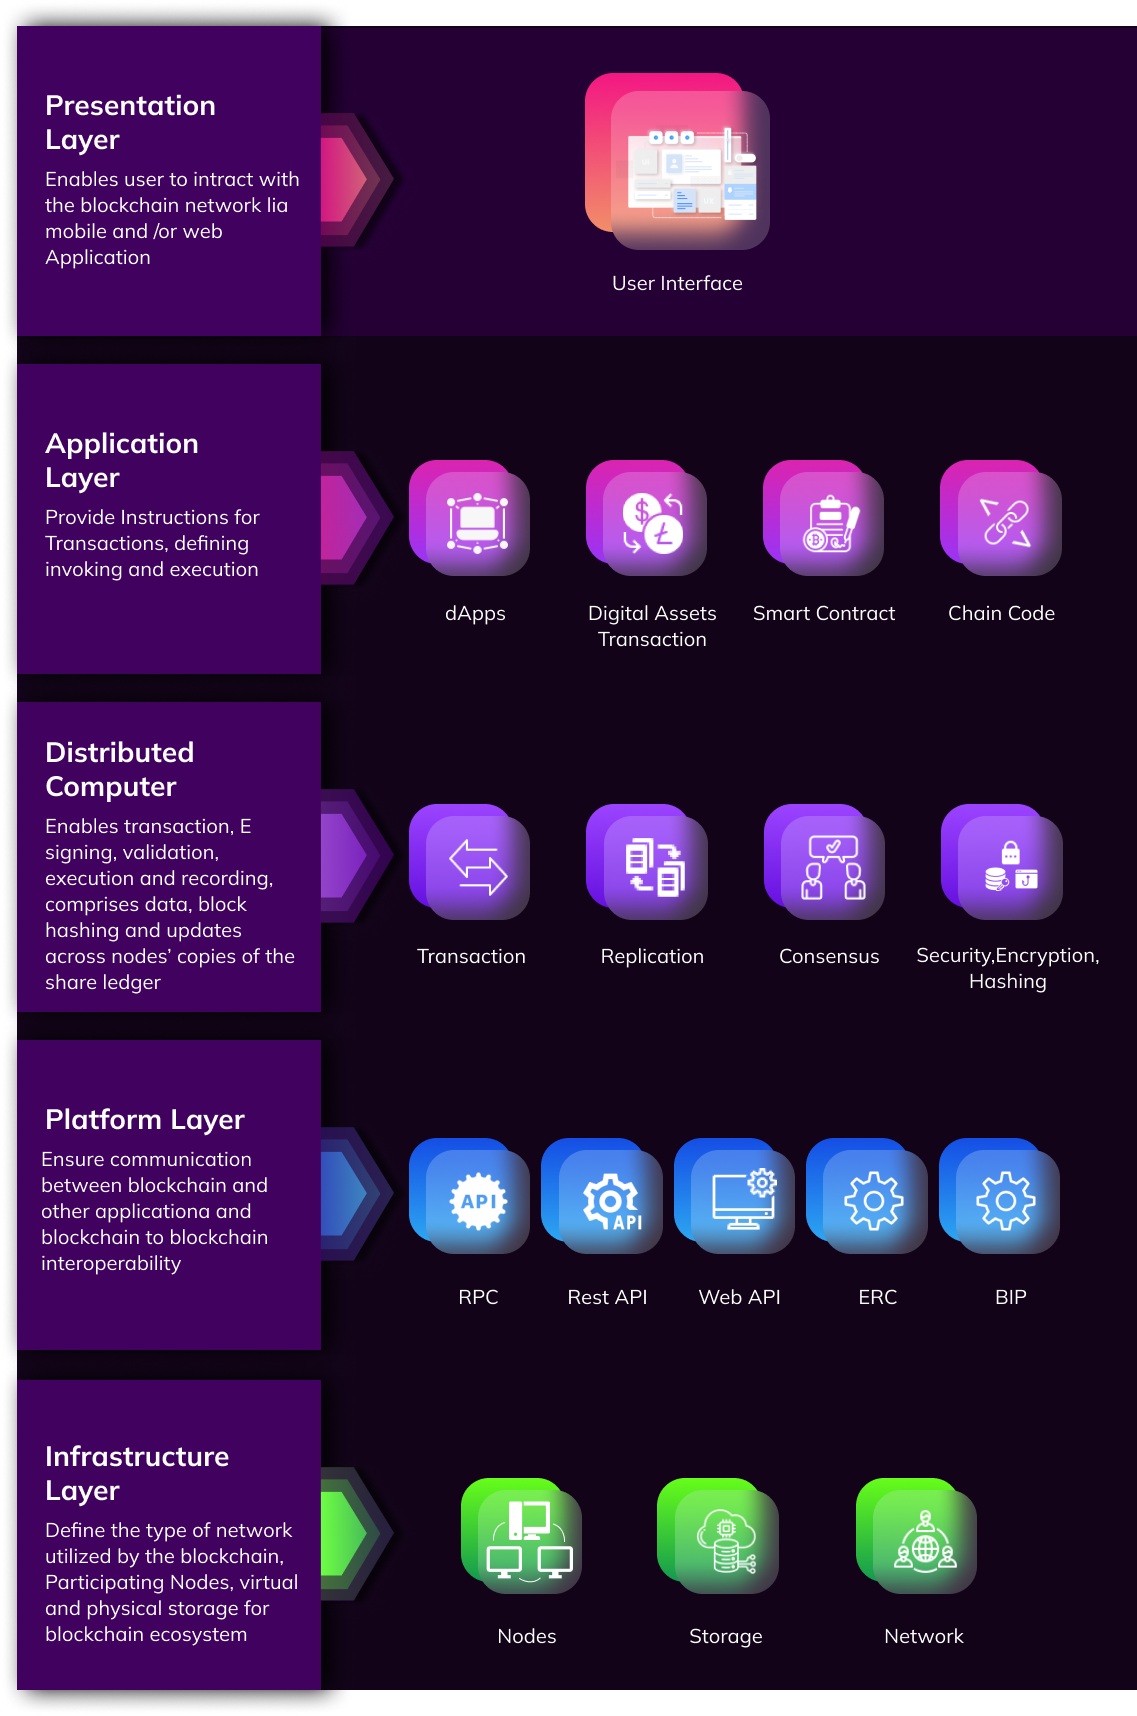 Presentation
Layer
Enables user to intract with
the blockchain network lia
mobile and /or web
Application
User Interface
Application
Layer
Provide Instructions for
Transactions, defining
invoking and execution
dApps
Digital Assets
Transaction
Smart Contract
Chain Code
Distributed
Computer
Enables transaction, E
signing, validation,
execution and recording,
comprises data, block
hashing and updates
across nodes’ copies of the
share ledger
Transaction
Replication
Consensus
Security,Encryption,
Hashing
Platform Layer
Ensure communication
between blockchain and
other applicationa and
blockchain to blockchain
interoperability
API
API
RPC
Rest API
Web API
ERC
BIP
Infrastructure
Layer
Define the type of network
utilized by the blockchain,
Participating Nodes, virtual
and physical storage for
blockchain ecosystem
Nodes
Storage
Network